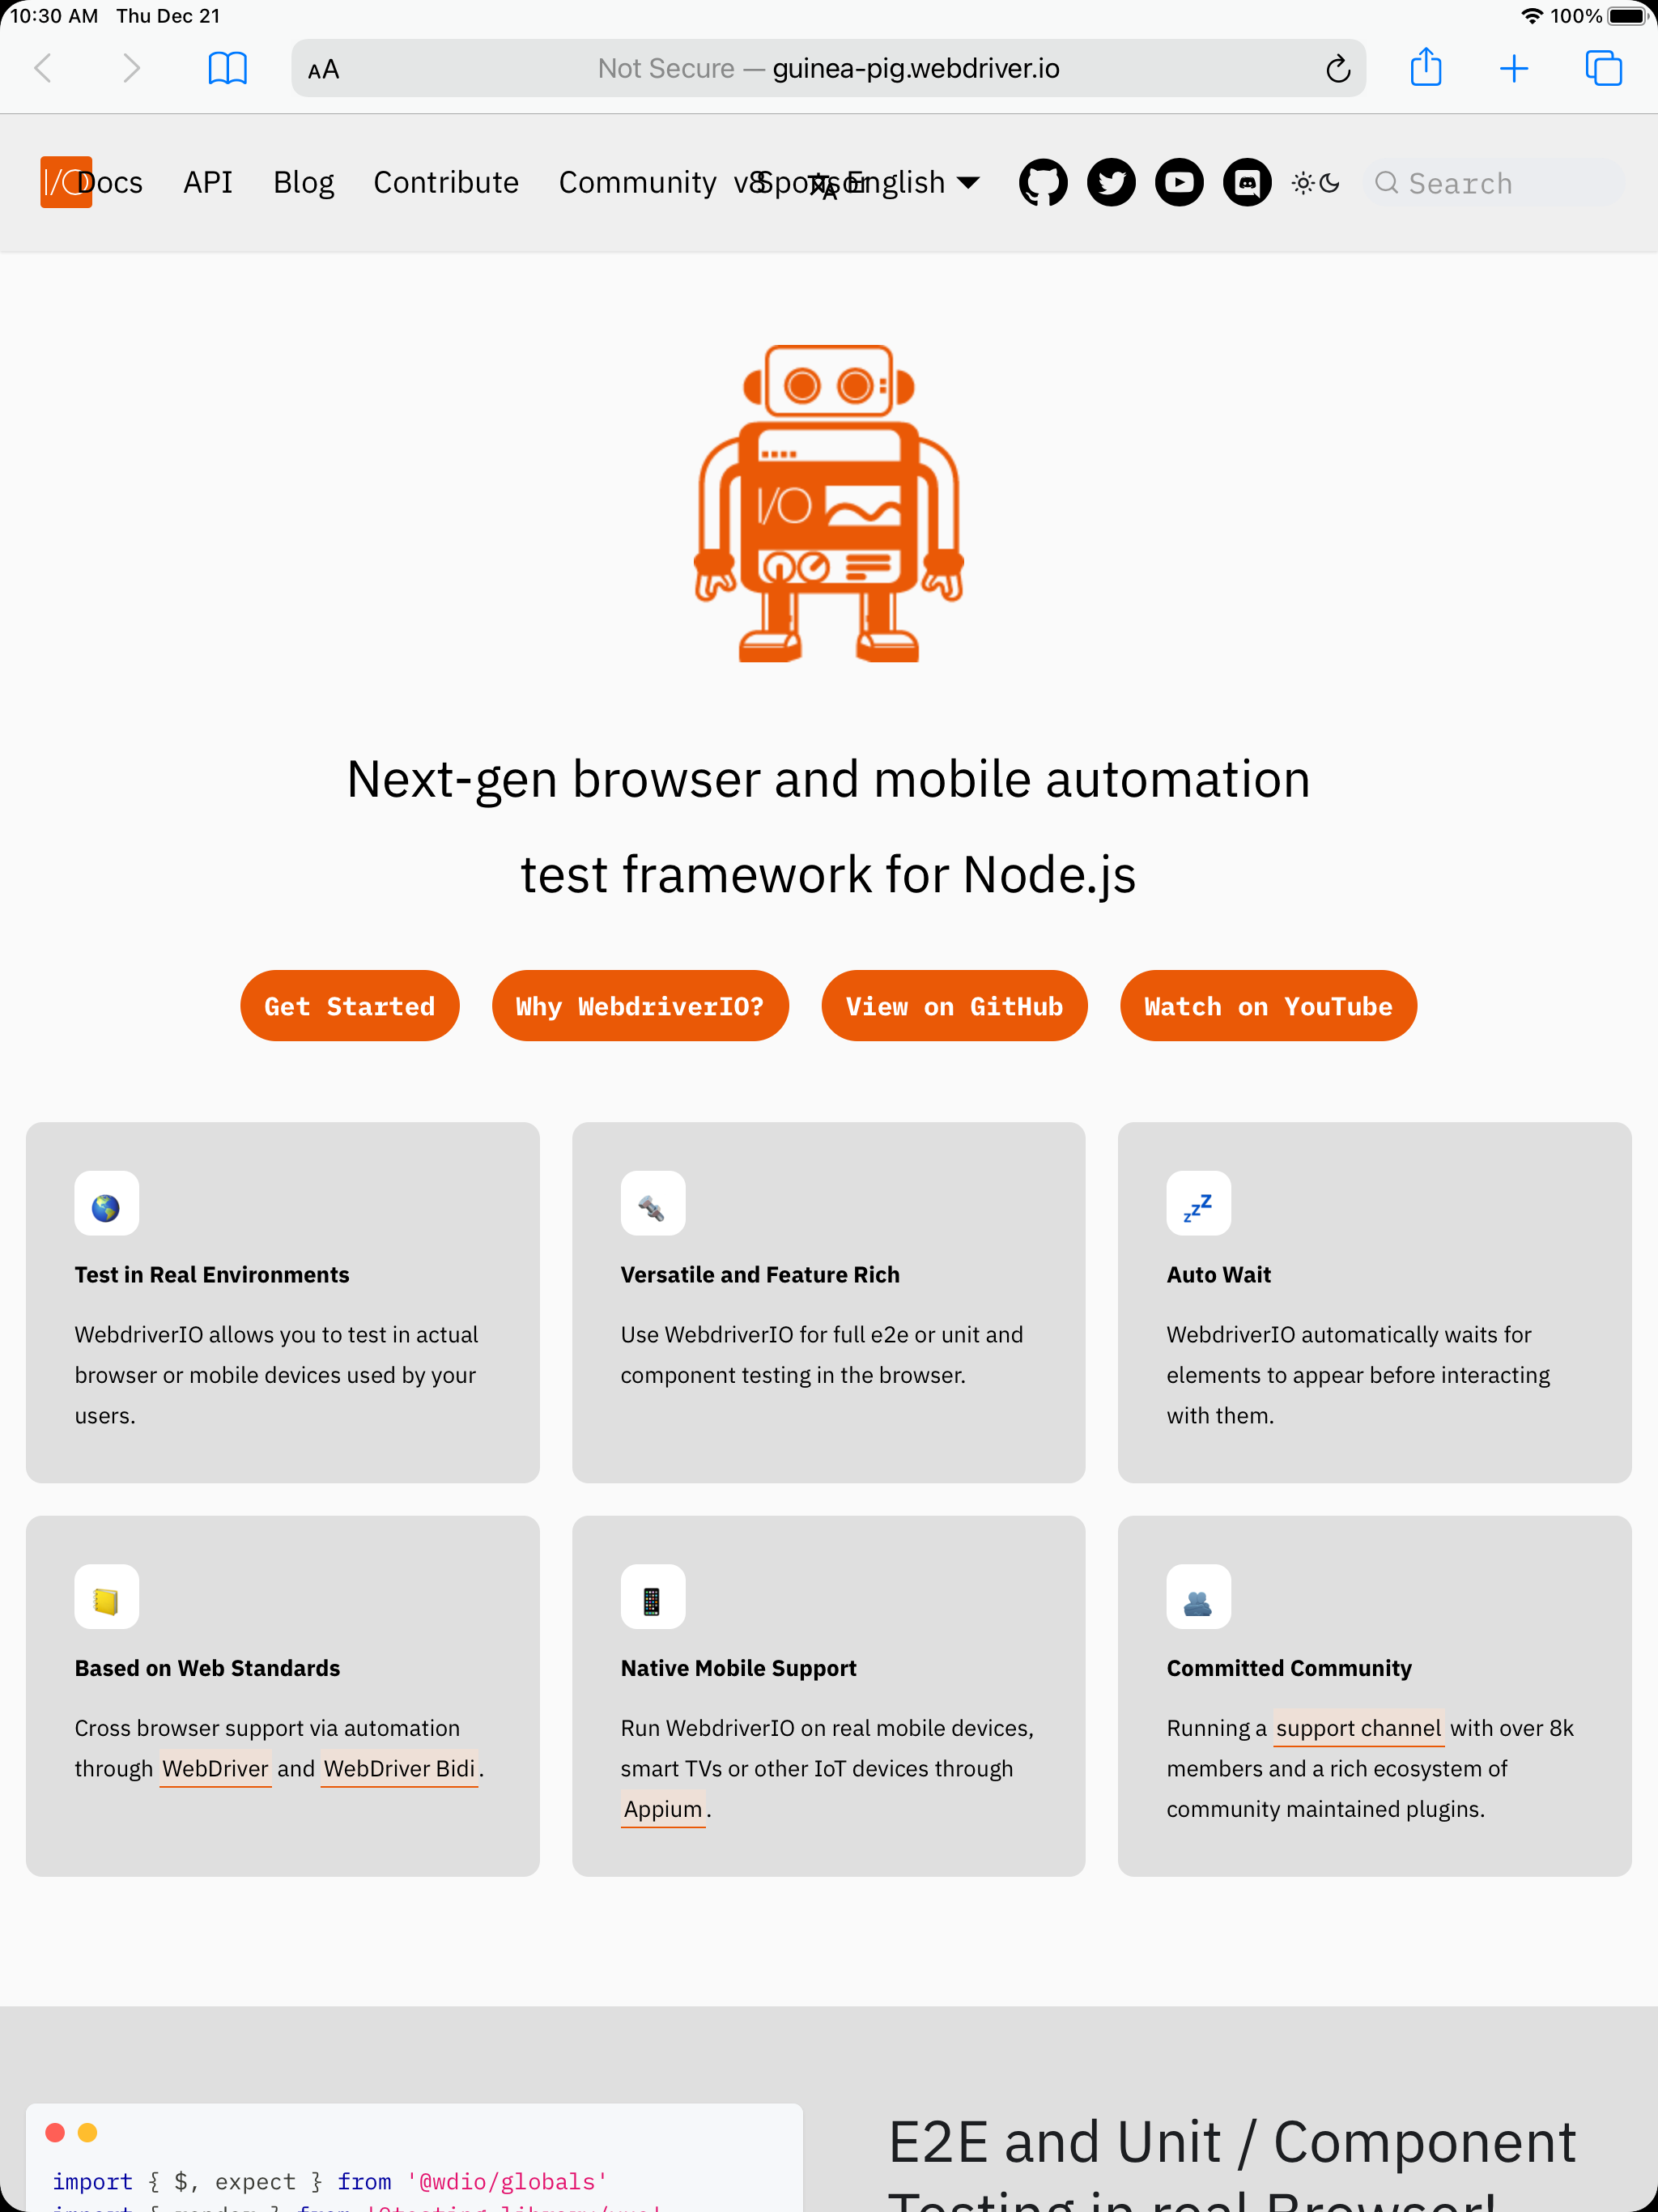 10:30 AM Thu Dec 21 100%
AA Not Secure — guinea-pig.webdriver.io
I/O Docs API Blog Contribute Community v8 Sponsor English Search
I/O
Next-gen browser and mobile automation
test framework for Node.js
Get Started Why WebdriverIO? View on GitHub Watch on YouTube
Test in Real Environments
WebdriverIO allows you to test in actual
browser or mobile devices used by your
users.
Versatile and Feature Rich
Use WebdriverIO for full e2e or unit and
component testing in the browser.
zzZ
Auto Wait
WebdriverIO automatically waits for
elements to appear before interacting
with them.
Based on Web Standards
Cross browser support via automation
through WebDriver and WebDriver Bidi.
Native Mobile Support
Run WebdriverIO on real mobile devices,
smart TVs or other IoT devices through
Appium.
Committed Community
Running a support channel with over 8k
members and a rich ecosystem of
community maintained plugins.
import { $, expect } from '@wdio/globals'
E2E and Unit / Component
Testing in real Browser!